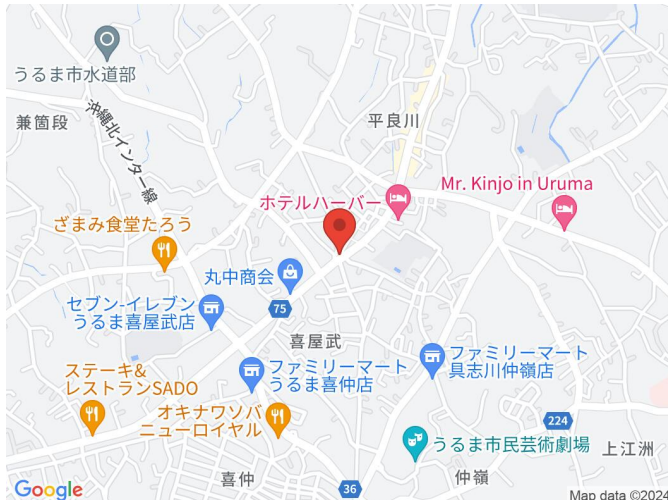 うるま市水道部
兼箇段
沖縄北インター線
平良川
Mr. Kinjo in Uruma
ホテルハーバー
ざまみ食堂たろう
丸中商会
75
セブン-イレブン
うるま喜屋武店
喜屋武
ステーキ&
レストランSADO
ファミリーマート
うるま喜仲店
ファミリーマート
具志川仲嶺店
オキナワソバ
ニューロイヤル
224
うるま市民芸術劇場
上江洲
喜仲
36
仲嶺
Google
Map data ©2024